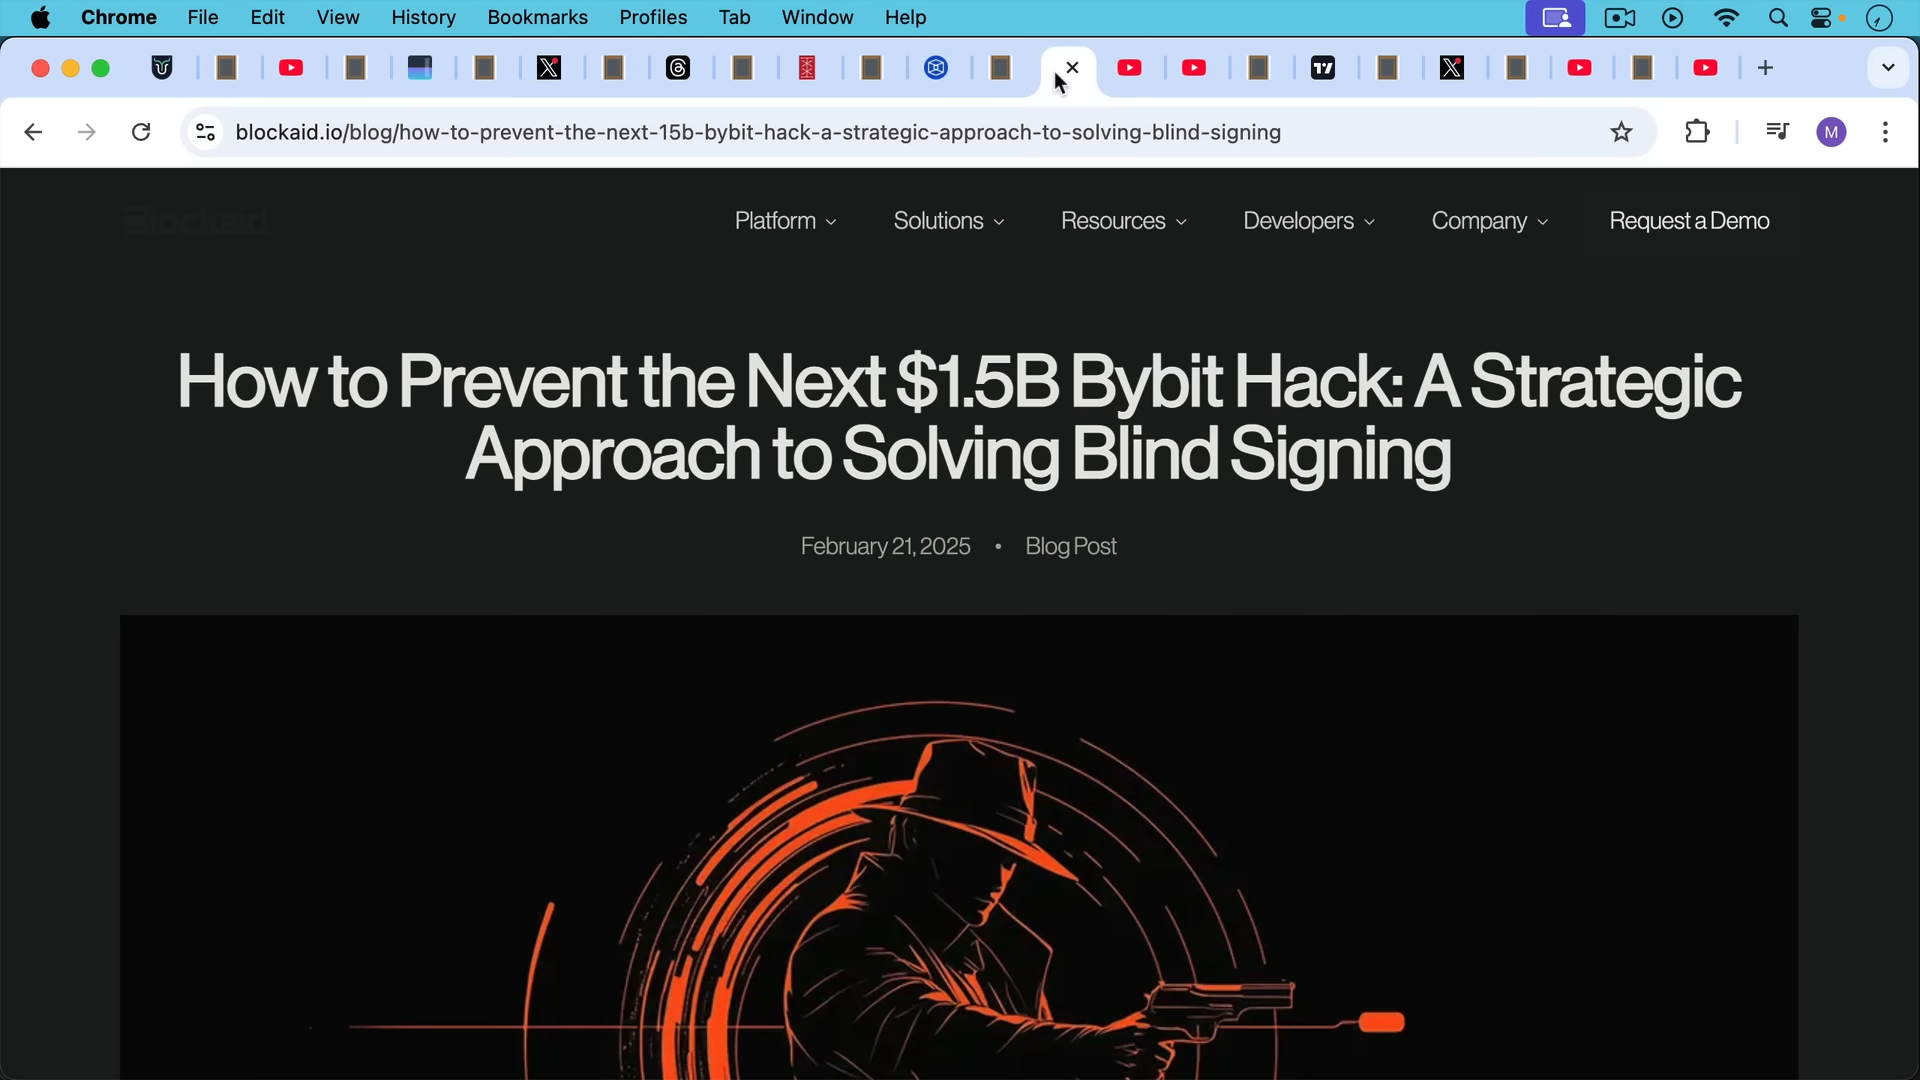 Chrome File Edit View History Bookmarks Profiles Tab Window Help
blockaid.io/blog/how-to-prevent-the-next-15b-bybit-hack-a-strategic-approach-to-solving-blind-signing
M
Blockaid
Platform Solutions Resources Developers Company Request a Demo
How to Prevent the Next $1.5B Bybit Hack: A Strategic
Approach to Solving Blind Signing
February 21, 2025 • Blog Post